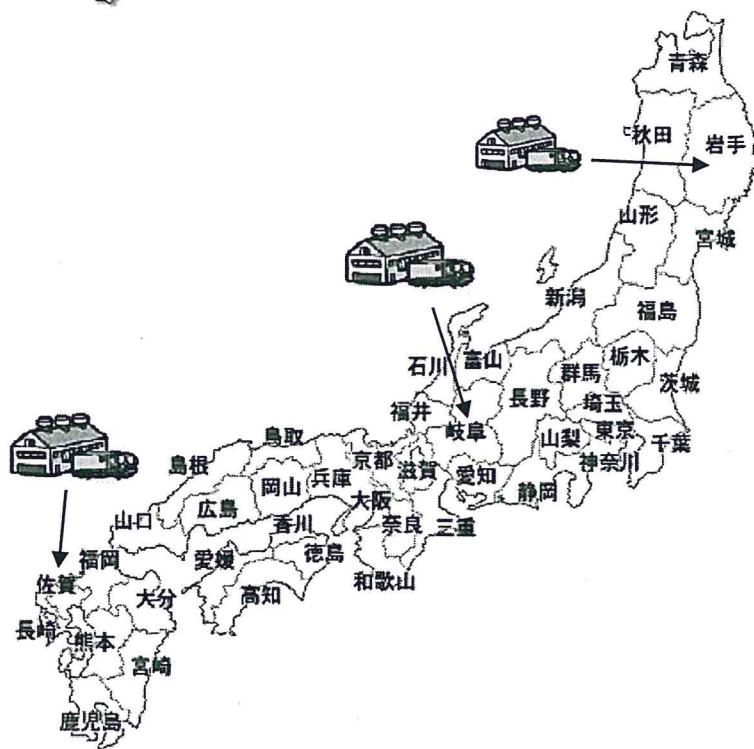 青森
秋田
岩手
山形
宮城
新潟
福島
石川
富山
栃木
群馬
茨城
長野
福井
埼玉
岐阜
山梨
東京
千葉
神奈川
鳥取
京都
滋賀
愛知
静岡
島根
兵庫
岡山
大阪
広島
奈良
三重
香川
山口
徳島
愛媛
福岡
和歌山
高知
佐賀
大分
長崎
熊本
宮崎
鹿児島